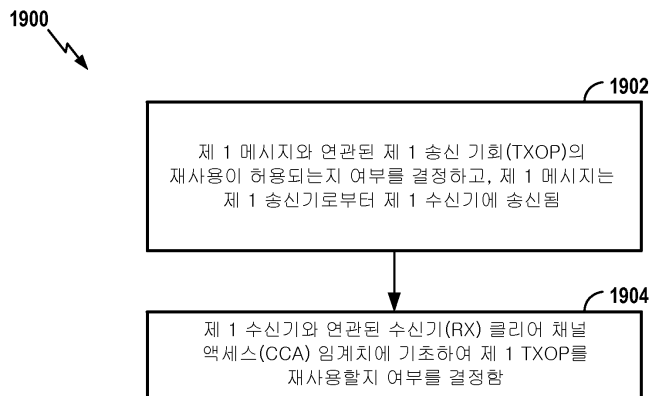 1900
1902
제 1 메시지와 연관된 제 1 송신 기회(TXOP)의
재사용이 허용되는지 여부를 결정하고, 제 1 메시지는
제 1 송신기로부터 제 1 수신기에 송신됨
1904
제 1 수신기와 연관된 수신기(RX) 클리어 채널
액세스(CCA) 임계치에 기초하여 제 1 TXOP를
재사용할지 여부를 결정함